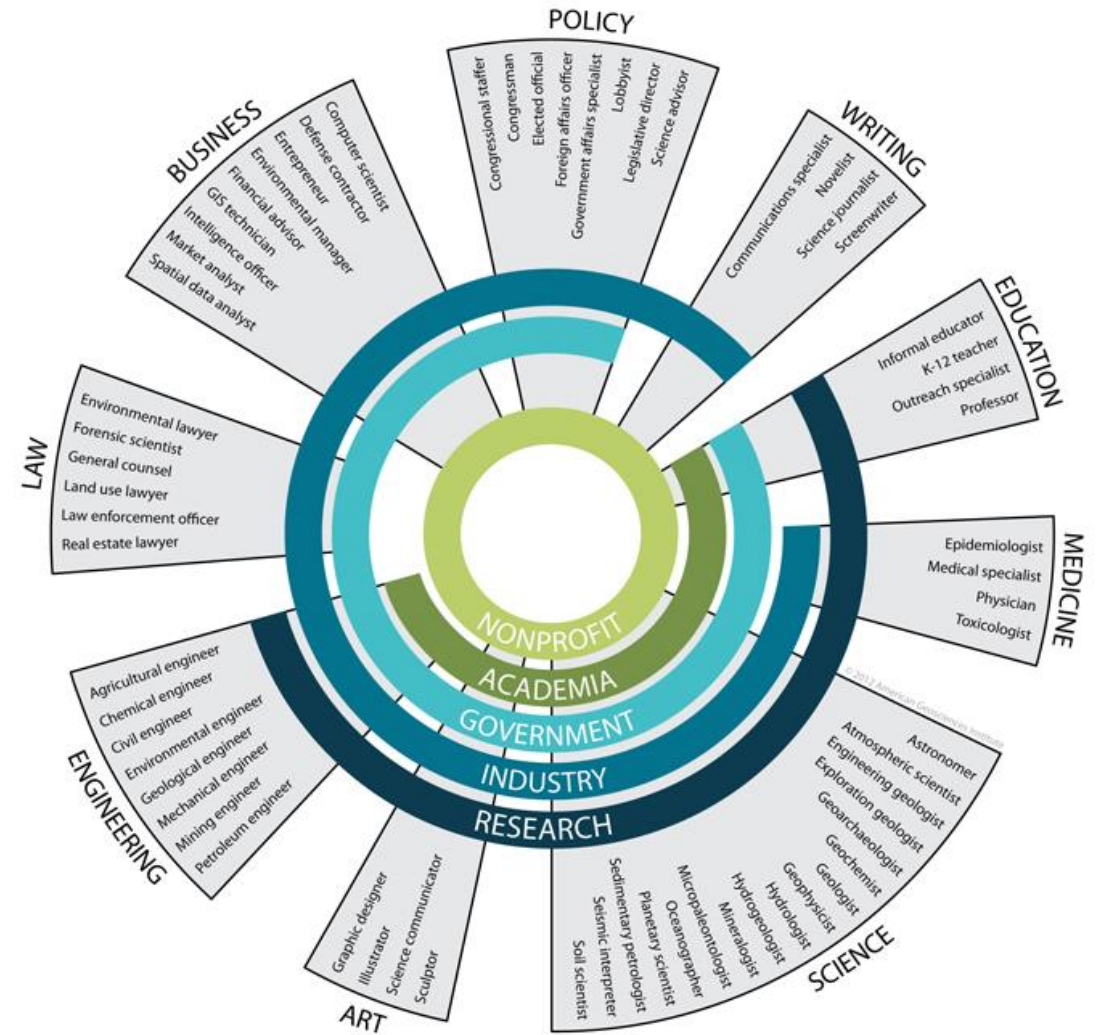 POLICY
Congressional staffer
Congressman
Elected official
Foreign affairs officer
Government affairs specialist
Lobbyist
Legislative director
Science advisor
WRITING
Communications specialist
Novelist
Science journalist
Screenwriter
EDUCATION
Informal educator
K-12 teacher
Outreach specialist
Professor
MEDICINE
Epidemiologist
Medical specialist
Physician
Toxicologist
©2012 American Geosciences Institute
SCIENCE
Astronomer
Atmospheric scientist
Engineering geologist
Exploration geologist
Geoarchaeologist
Geochemist
Geologist
Geophysicist
Hydrologist
Hydrogeologist
Mineralogist
Micropaleontologist
Oceanographer
Planetary scientist
Sedimentary petrologist
Seismic interpreter
Soil scientist
ART
Graphic designer
Illustrator
Science communicator
Sculptor
ENGINEERING
Agricultural engineer
Chemical engineer
Civil engineer
Environmental engineer
Geological engineer
Mechanical engineer
Mining engineer
Petroleum engineer
LAW
Environmental lawyer
Forensic scientist
General counsel
Land use lawyer
Law enforcement officer
Real estate lawyer
BUSINESS
Computer scientist
Defense contractor
Entrepreneur
Environmental manager
Financial advisor
GIS technician
Intelligence officer
Market analyst
Spatial data analyst
NONPROFIT
ACADEMIA
GOVERNMENT
INDUSTRY
RESEARCH